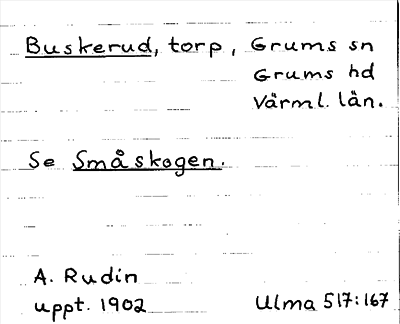 Buskerud, torp, Grums sn
Grums hd
Värml. län.
Se Småskogen.
A. Rudin
uppt. 1902
Ulma 517:167